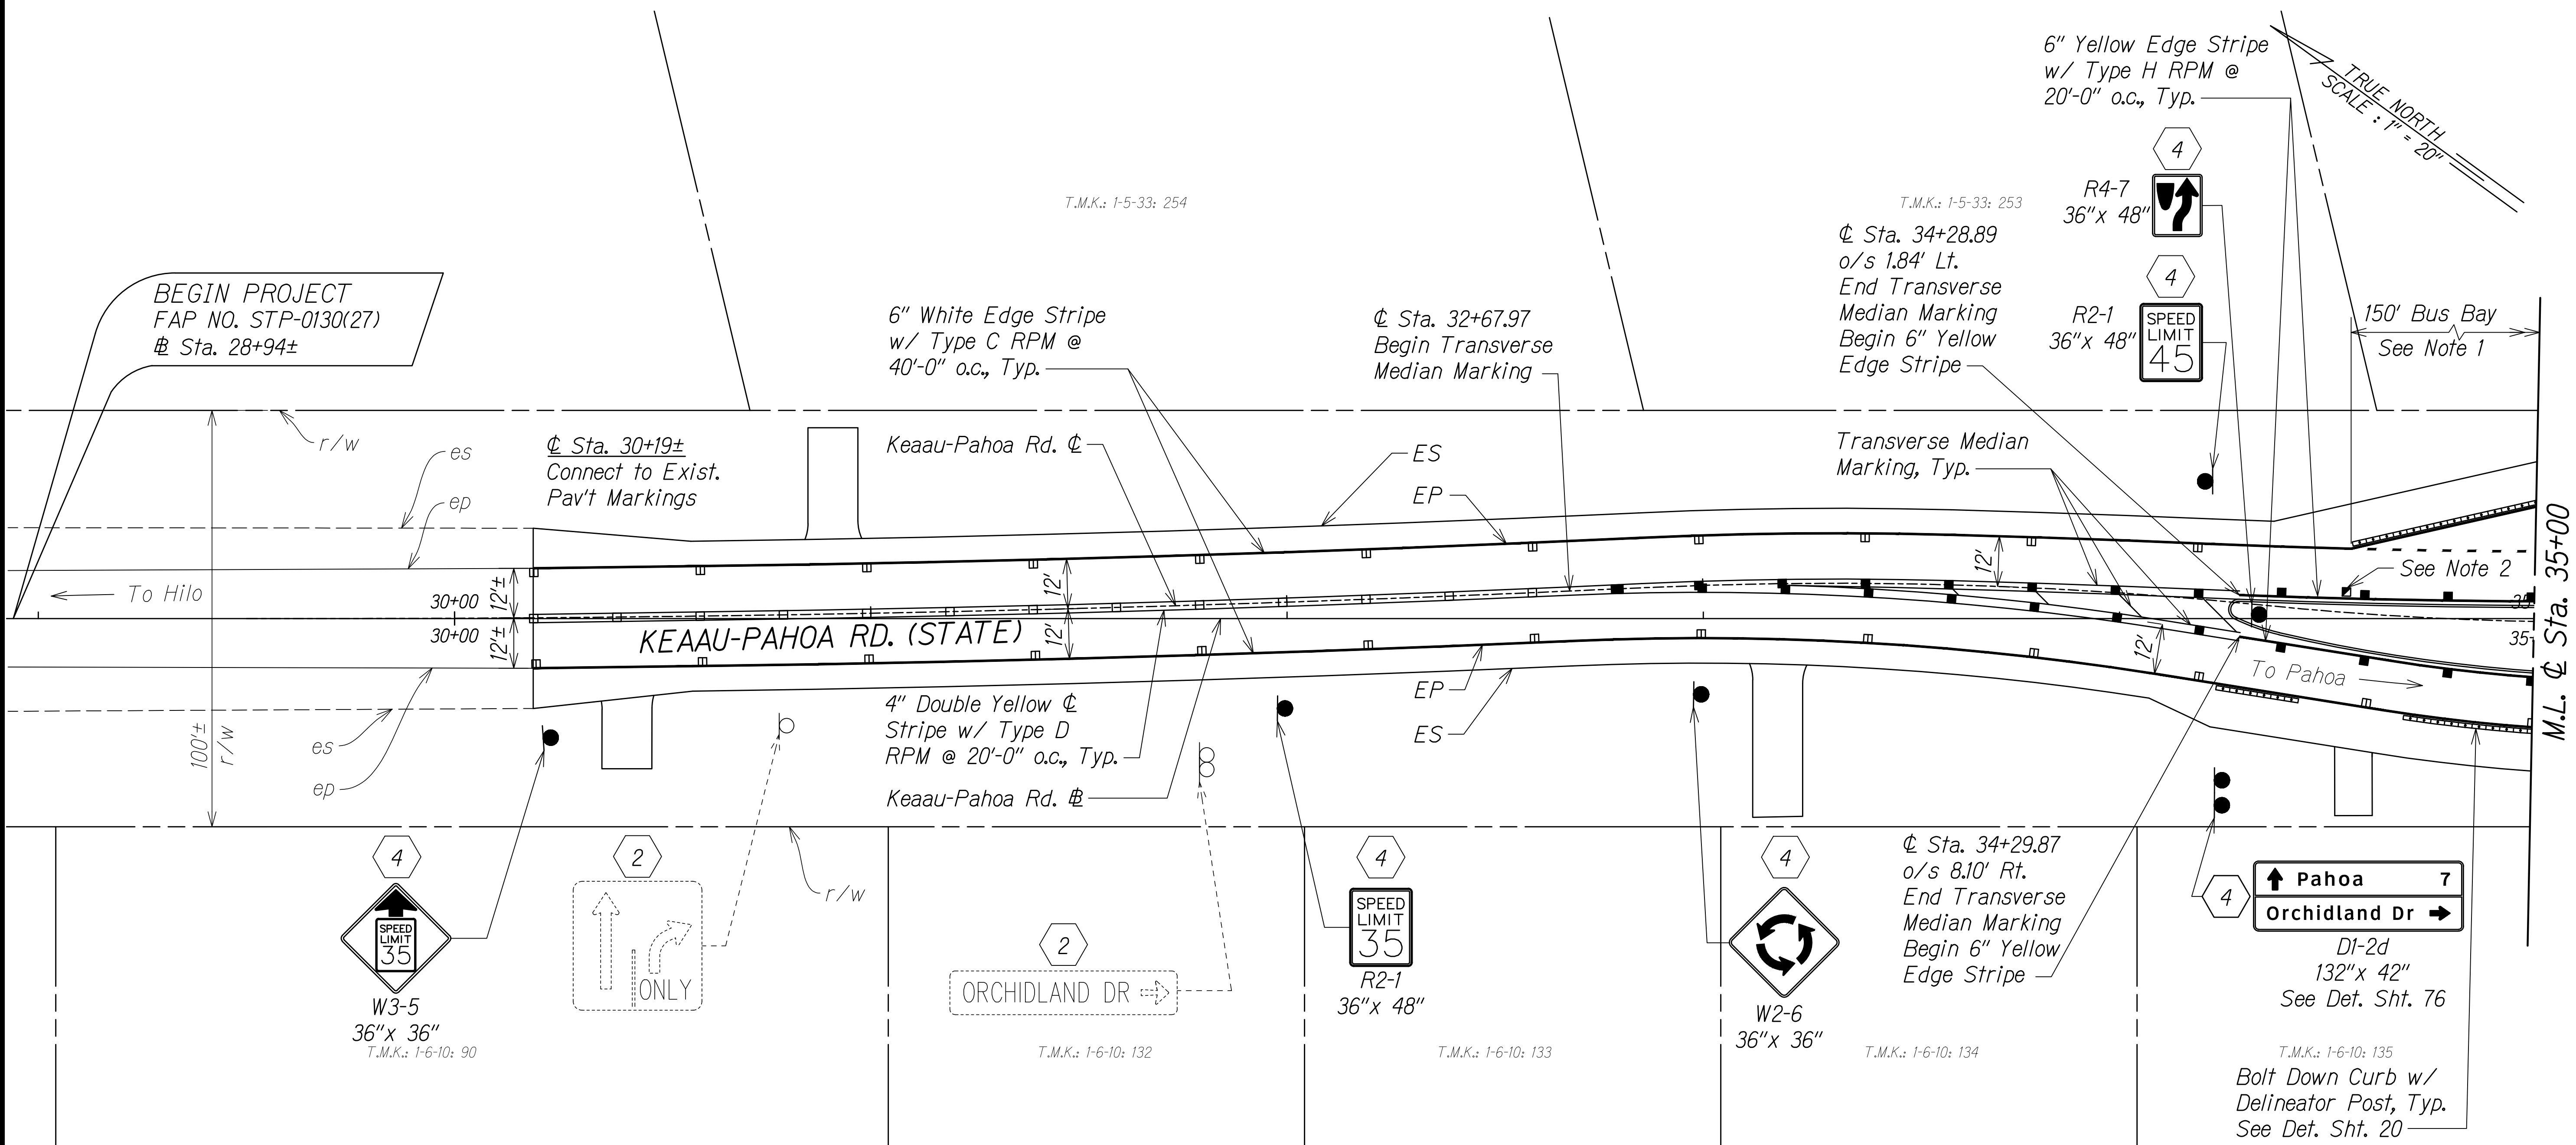 6" Yellow Edge Stripe
w/ Type H RPM @
20'-0" o.c., Typ.
TRUE NORTH
SCALE : 1" = 20"
4
R4-7
36"x 48"
T.M.K.: 1-5-33: 254
T.M.K.: 1-5-33: 253
℄ Sta. 34+28.89
o/s 1.84' Lt.
End Transverse
Median Marking
Begin 6" Yellow
Edge Stripe
4
R2-1
36"x 48"
SPEED
LIMIT
45
150' Bus Bay
See Note 1
BEGIN PROJECT
FAP NO. STP-0130(27)
Sta. 28+94±
6" White Edge Stripe
w/ Type C RPM @
40'-0" o.c., Typ.
℄ Sta. 32+67.97
Begin Transverse
Median Marking
r/w
es
ep
℄ Sta. 30+19±
Connect to Exist.
Pav't Markings
Keaau-Pahoa Rd. ℄
ES
EP
Transverse Median
Marking, Typ.
To Hilo
30+00
30+00
12'±
12'±
12'
12'
12'
12'
KEAAU-PAHOA RD. (STATE)
See Note 2
35
35-
To Pahoa
M.L. ℄ Sta. 35+00
100'±
r/w
es
ep
4" Double Yellow ℄
Stripe w/ Type D
RPM @ 20'-0" o.c., Typ.
Keaau-Pahoa Rd.
EP
ES
r/w
4
SPEED
LIMIT
35
W3-5
36"x 36"
2
ONLY
2
ORCHIDLAND DR
4
SPEED
LIMIT
35
R2-1
36"x 48"
4
W2-6
36"x 36"
℄ Sta. 34+29.87
o/s 8.10' Rt.
End Transverse
Median Marking
Begin 6" Yellow
Edge Stripe
4
Pahoa 7
Orchidland Dr
D1-2d
132"x 42"
See Det. Sht. 76
T.M.K.: 1-6-10: 90
T.M.K.: 1-6-10: 132
T.M.K.: 1-6-10: 133
T.M.K.: 1-6-10: 134
T.M.K.: 1-6-10: 135
Bolt Down Curb w/
Delineator Post, Typ.
See Det. Sht. 20